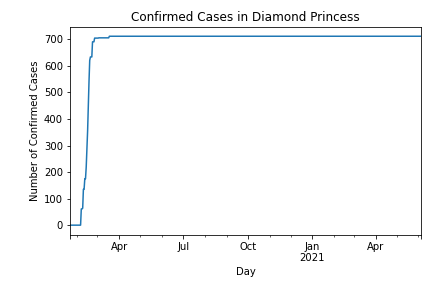 Confirmed Cases in Diamond Princess
700
600
500
400
300
200
100
0
Number of Confirmed Cases
Apr Jul Oct Jan Apr
2021
Day